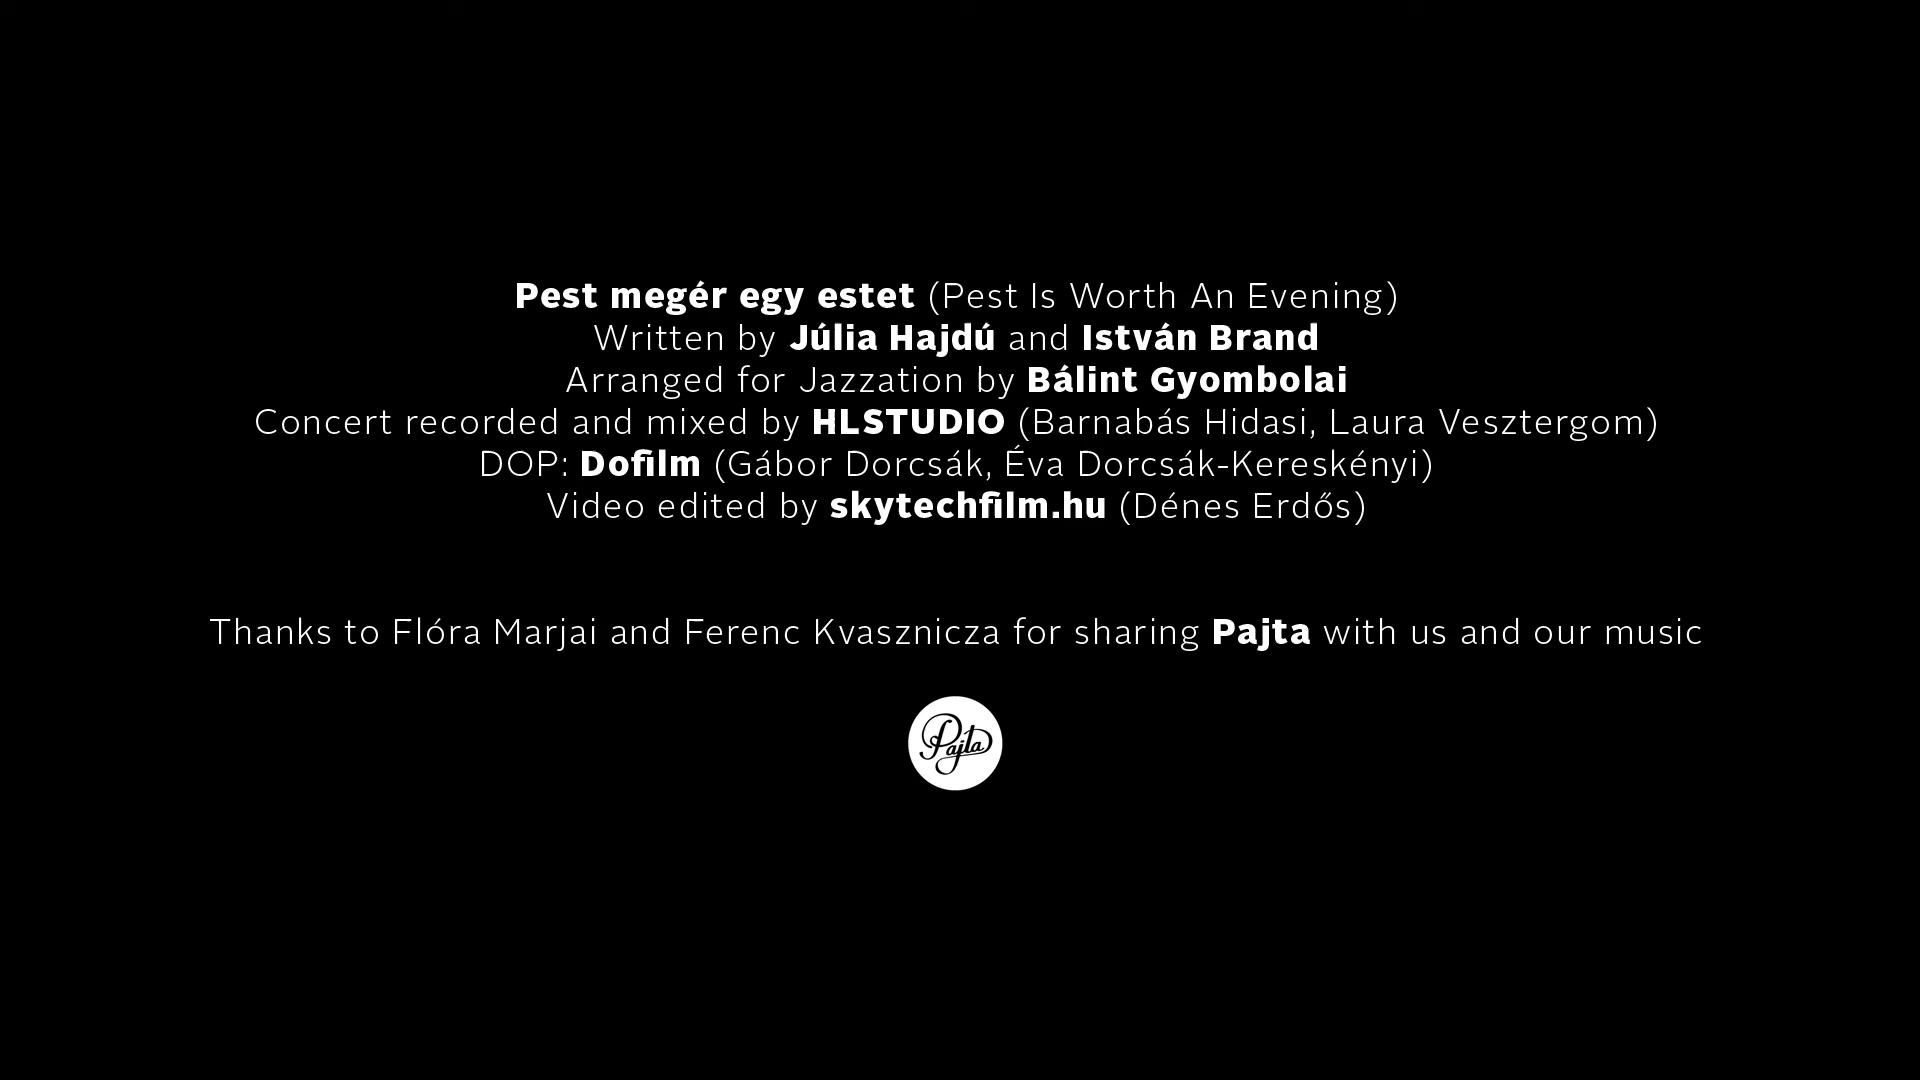 Pest megér egy estet (Pest Is Worth An Evening)
Written by Júlia Hajdú and István Brand
Arranged for Jazzation by Bálint Gyombolai
Concert recorded and mixed by HLSTUDIO (Barnabás Hidasi, Laura Vesztergom)
DOP: Dofilm (Gábor Dorcsák, Éva Dorcsák-Kereskényi)
Video edited by skytechfilm.hu (Dénes Erdős)
Thanks to Flóra Marjai and Ferenc Kvasznicza for sharing Pajta with us and our music
Pajta